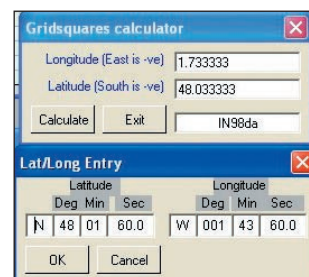 Gridsquares calculator
Longitude (East is -ve) 1.733333
Latitude (South is -ve) 48.033333
Calculate Exit IN98da
Lat/Long Entry
Latitude Longitude
Deg Min Sec Deg Min Sec
N 48 01 60.0 W 001 43 60.0
OK Cancel